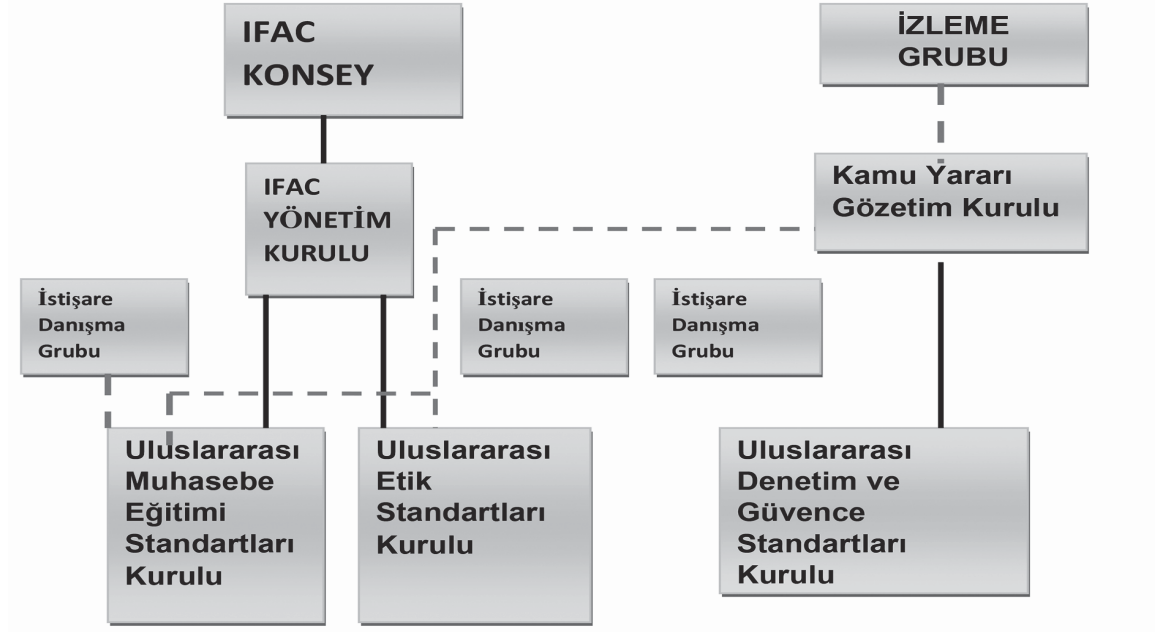 IFAC
KONSEY
İZLEME
GRUBU
IFAC
YÖNETİM
KURULU
Kamu Yararı
Gözetim Kurulu
İstişare
Danışma
Grubu
İstişare
Danışma
Grubu
İstişare
Danışma
Grubu
Uluslararası
Muhasebe
Eğitimi
Standartları
Kurulu
Uluslararası
Etik
Standartları
Kurulu
Uluslararası
Denetim ve
Güvence
Standartları
Kurulu